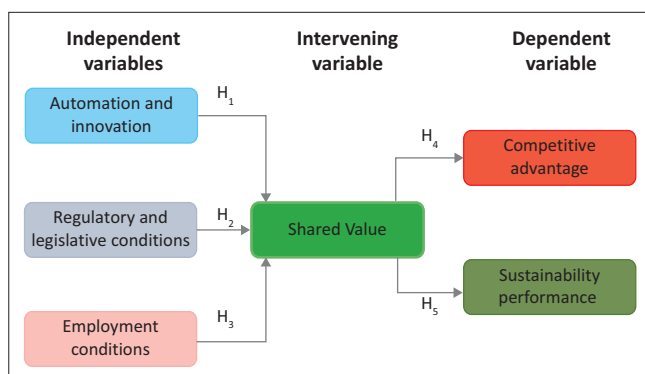 Independent
variables
Intervening
variable
Dependent
variable
Automation and
innovation
H1
Regulatory and
legislative conditions
H2
Employment
conditions
H3
Shared Value
H4
Competitive
advantage
H5
Sustainability
performance